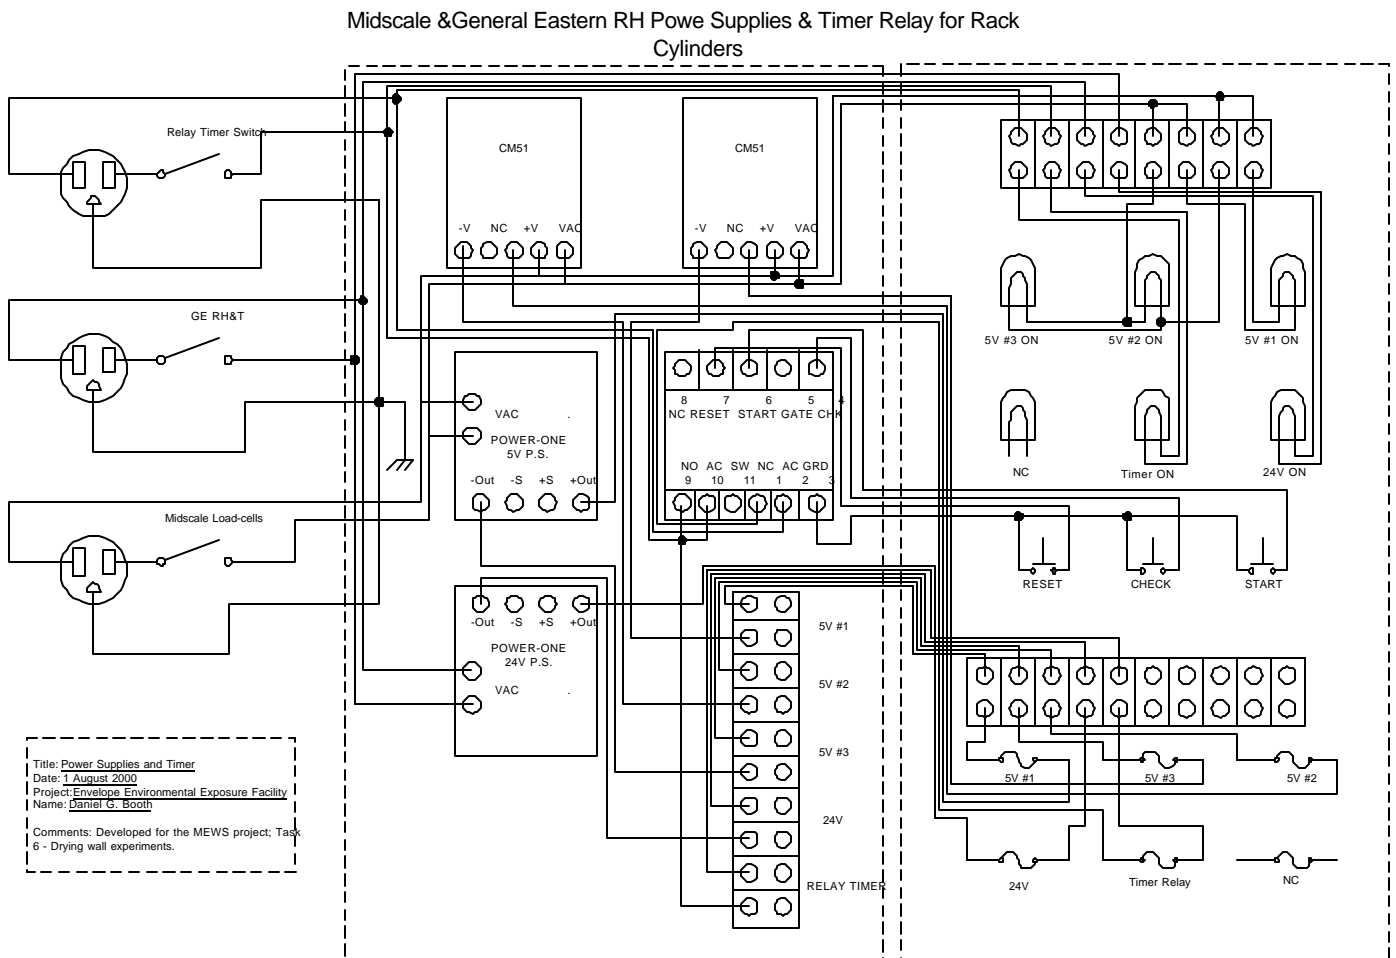 Midscale &General Eastern RH Powe Supplies & Timer Relay for Rack
Cylinders
Relay Timer Switch
CM51
CM51
-V NC +V VAC
-V NC +V VAC
GE RH&T
5V #3 ON
5V #2 ON
5V #1 ON
8 7 6 5 4
NC RESET START GATE CHK
VAC .
POWER-ONE
5V P.S.
-Out -S +S +Out
NO AC SW NC AC GRD
9 10 11 1 2 3
NC
Timer ON
24V ON
Midscale Load-cells
RESET
CHECK
START
-Out -S +S +Out
POWER-ONE
24V P.S.
VAC .
5V #1
5V #2
5V #3
24V
RELAY TIMER
5V #1
5V #3
5V #2
24V
Timer Relay
NC
Title: Power Supplies and Timer
Date: 1 August 2000
Project:Envelope Environmental Exposure Facility
Name: Daniel G. Booth
Comments: Developed for the MEWS project; Task
6 - Drying wall experiments.